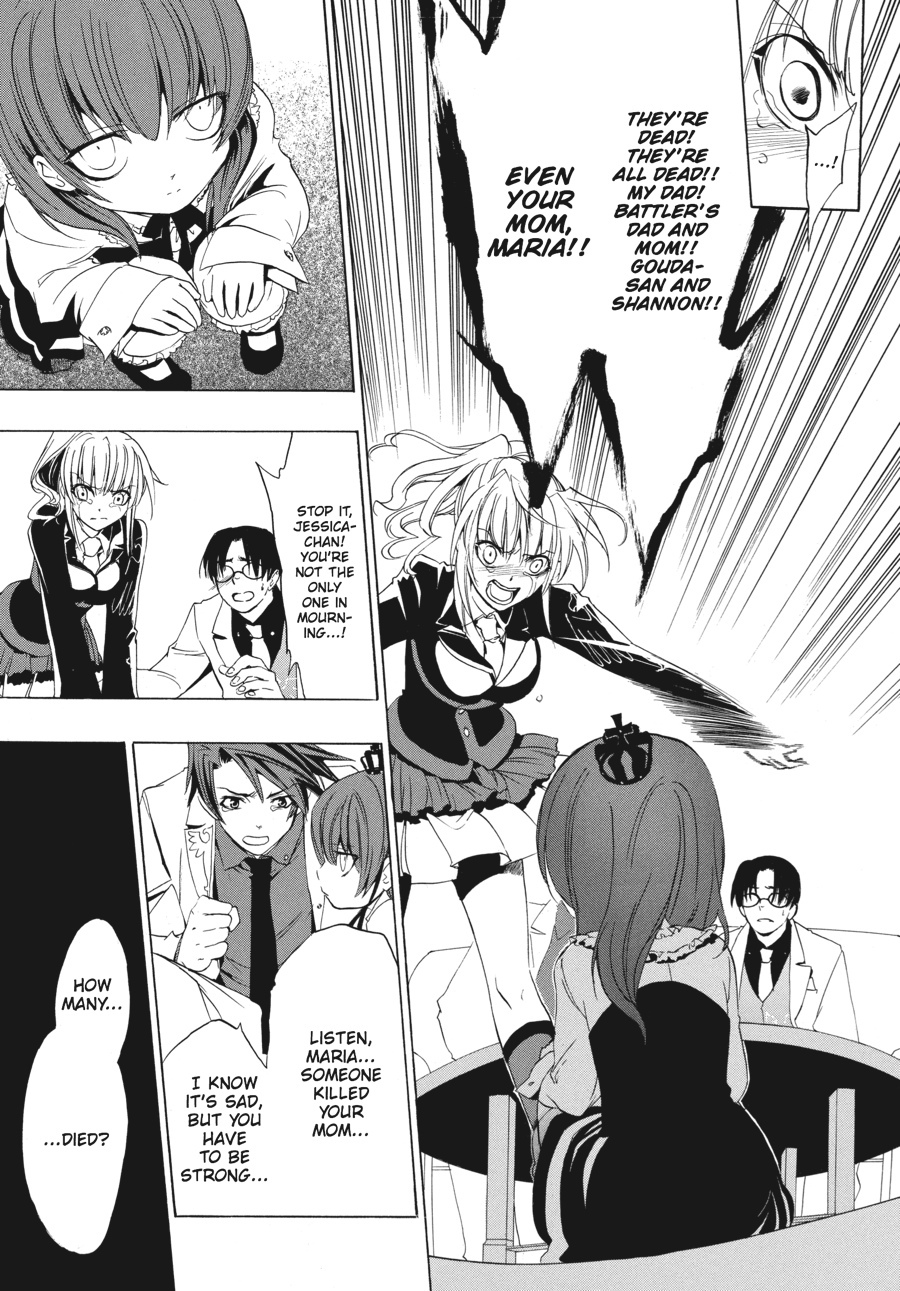 ...!
THEY'RE
DEAD!
THEY'RE
ALL DEAD!!
MY DAD!
BATTLER'S
DAD AND
MOM!!
GOUDA-
SAN AND
SHANNON!!
EVEN
YOUR
MOM,
MARIA!!
STOP IT,
JESSICA-
CHAN!
YOU'RE
NOT THE
ONLY
ONE IN
MOURN-
ING...!
LISTEN,
MARIA...
SOMEONE
KILLED
YOUR
MOM...
I KNOW
IT'S SAD,
BUT YOU
HAVE
TO BE
STRONG...
HOW
MANY...
...DIED?